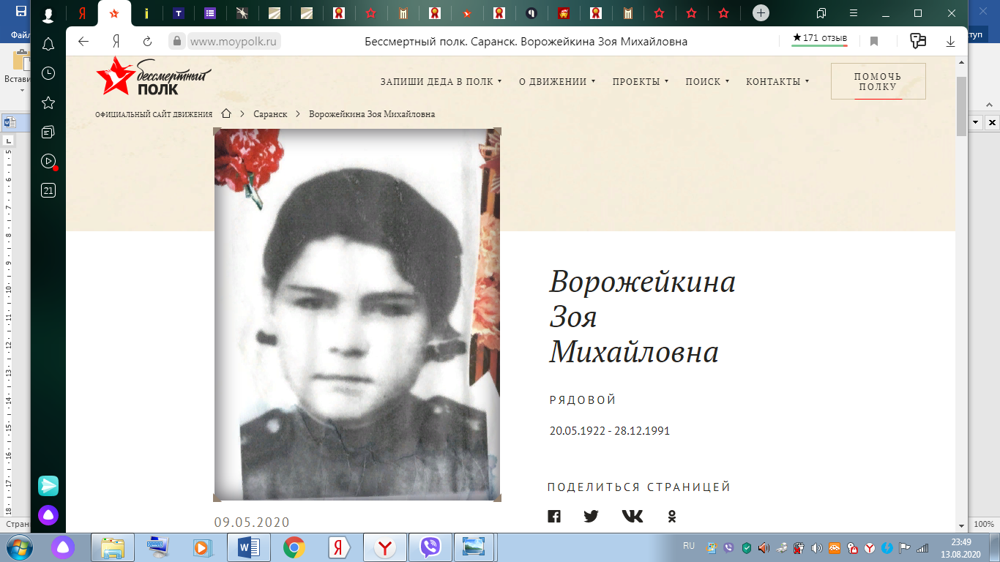 Файл
Встави
www.moypolk.ru
Бессмертный полк. Саранск. Ворожейкина Зоя Михайловна
★171 отзыв
туп
21
бессмертный
ПОЛК
ЗАПИШИ ДЕДА В ПОЛК
О ДВИЖЕНИИ
ПРОЕКТЫ
ПОИСК
КОНТАКТЫ
ПОМОЧЬ
ПОЛКУ
ОФИЦИАЛЬНЫЙ САЙТ ДВИЖЕНИЯ
Саранск
Ворожейкина Зоя Михайловна
Ворожейкина
Зоя
Михайловна
РЯДОВОЙ
20.05.1922 - 28.12.1991
ПОДЕЛИТЬСЯ СТРАНИЦЕЙ
09.05.2020
Страни
100%
RU
23:49
13.08.2020